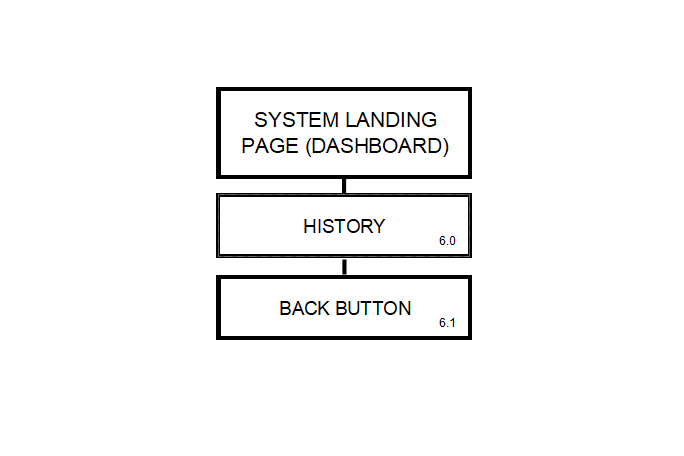 SYSTEM LANDING
PAGE (DASHBOARD)
HISTORY
6.0
BACK BUTTON
6.1